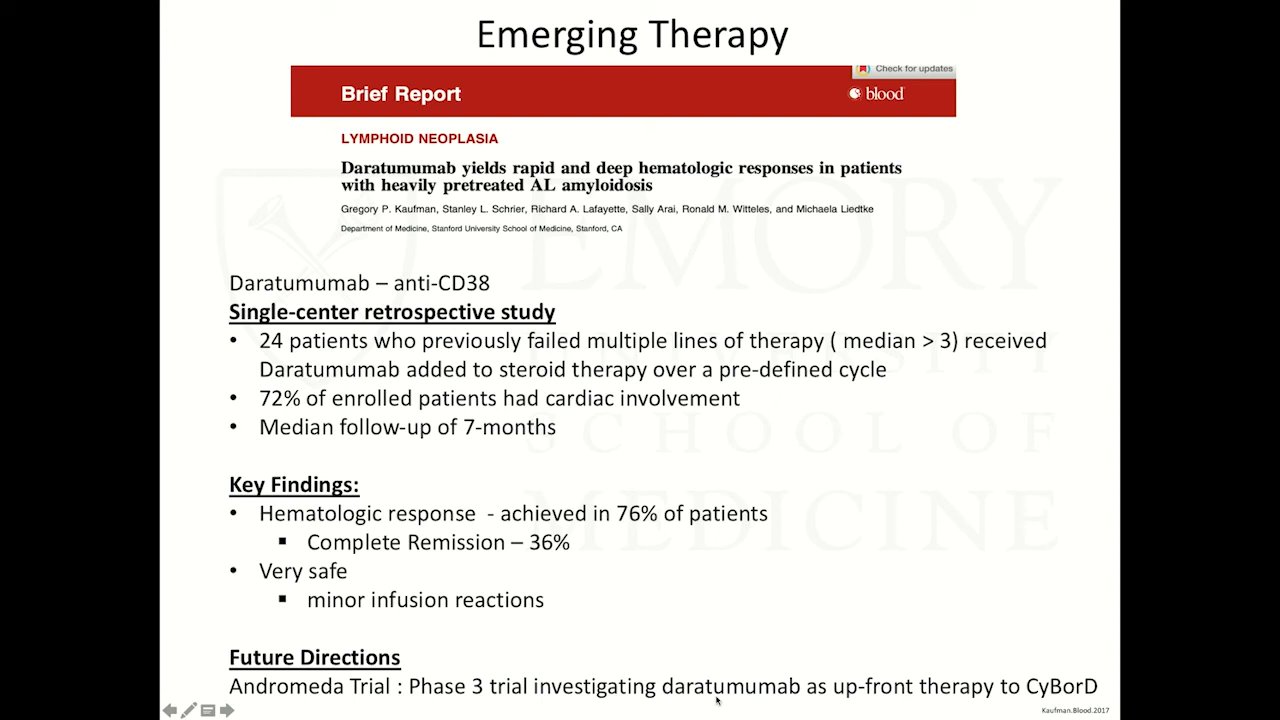 Emerging Therapy
Check for updates
Brief Report
blood
LYMPHOID NEOPLASIA
Daratumumab yields rapid and deep hematologic responses in patients
with heavily pretreated AL amyloidosis
Gregory P. Kaufman, Stanley L. Schrier, Richard A. Lafayette, Sally Arai, Ronald M. Witteles, and Michaela Liedtke
Department of Medicine, Stanford University School of Medicine, Stanford, CA
EMORY
UNIVERSITY
SCHOOL OF
MEDICINE
Daratumumab – anti-CD38
Single-center retrospective study
• 24 patients who previously failed multiple lines of therapy ( median > 3) received
Daratumumab added to steroid therapy over a pre-defined cycle
• 72% of enrolled patients had cardiac involvement
• Median follow-up of 7-months
Key Findings:
• Hematologic response - achieved in 76% of patients
▪ Complete Remission – 36%
• Very safe
▪ minor infusion reactions
Future Directions
Andromeda Trial : Phase 3 trial investigating daratumumab as up-front therapy to CyBorD
Kaufman.Blood.2017